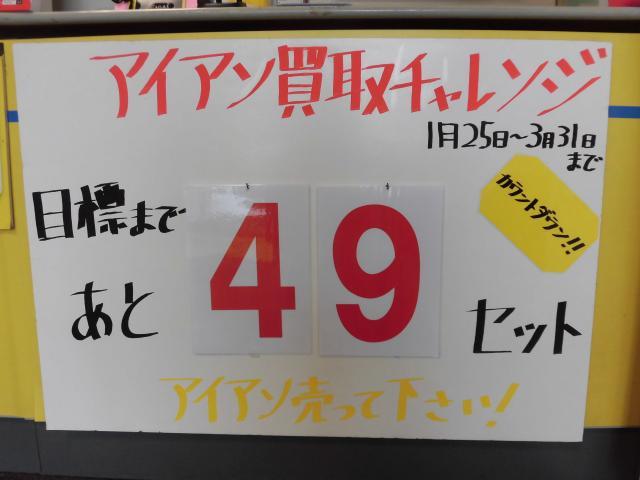 アイアン買取チャレンジ
1月25日～3月31日
まで
カウントダウン!!
目標まで
49
あと
セット
アイアン売って下さい!